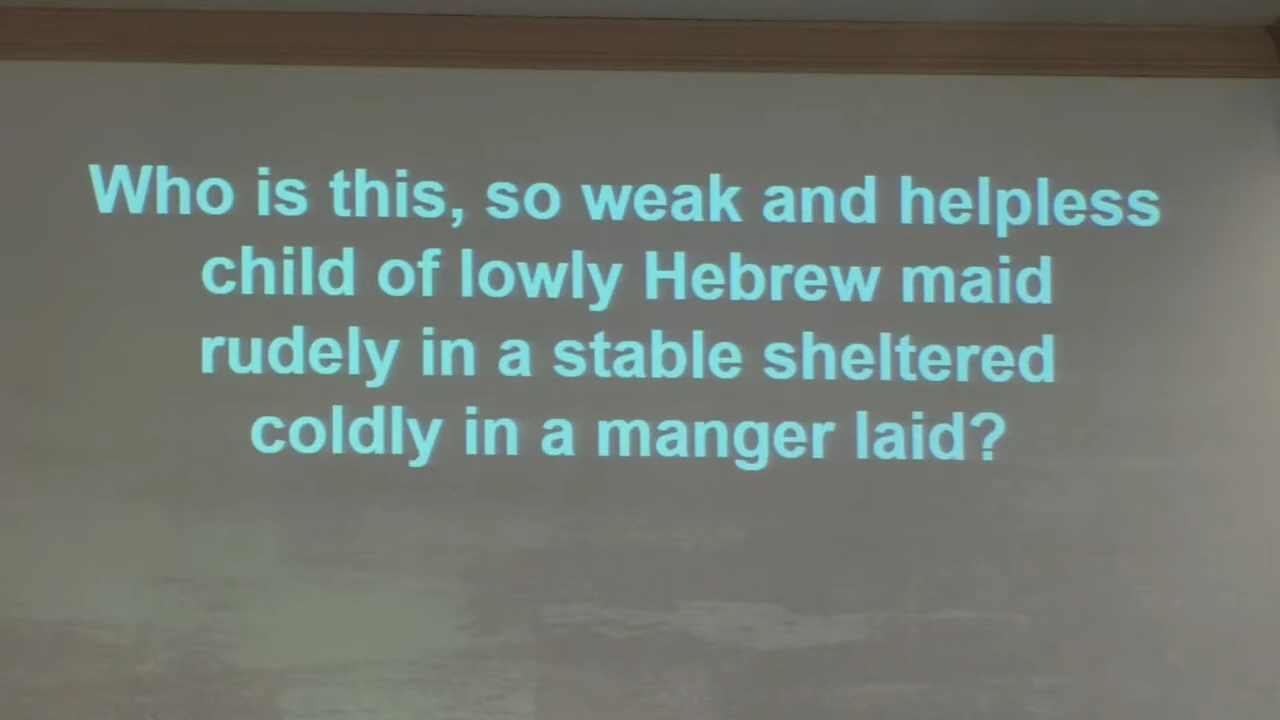 Who is this, so weak and helpless
child of lowly Hebrew maid
rudely in a stable sheltered
coldly in a manger laid?